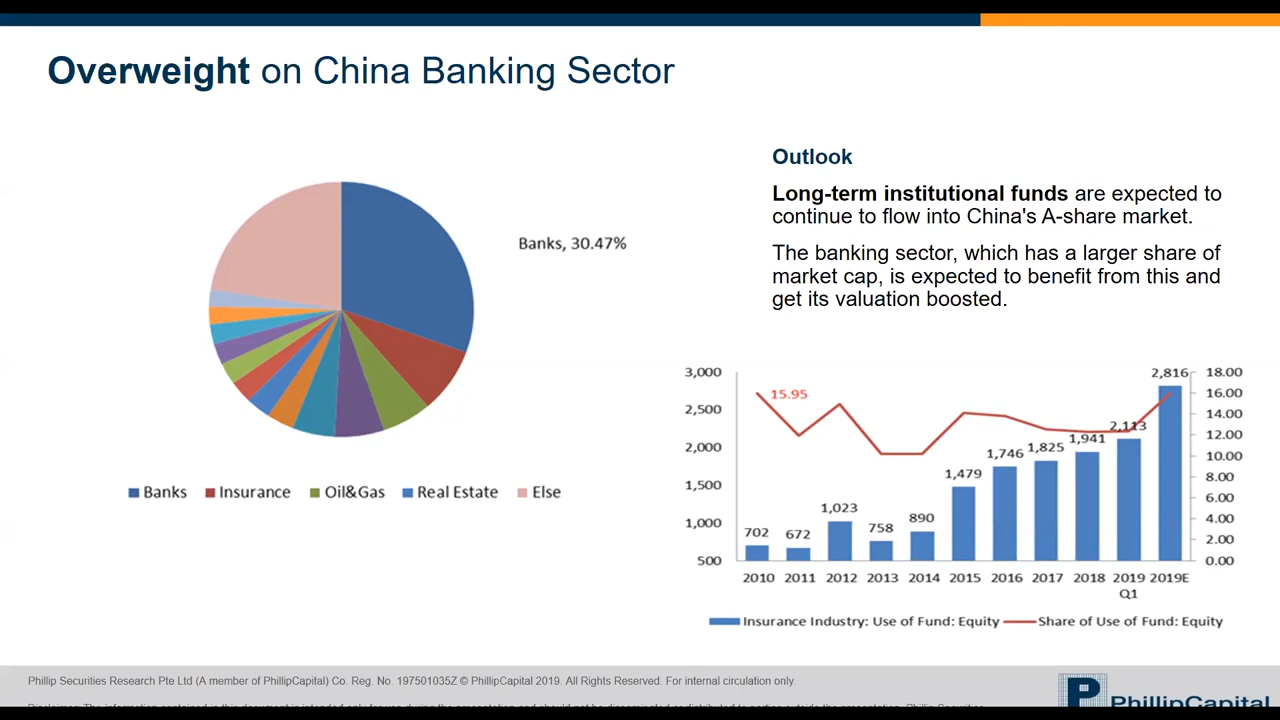 Overweight on China Banking Sector
Banks, 30.47%
Banks Insurance Oil&Gas Real Estate Else
Outlook
Long-term institutional funds are expected to
continue to flow into China's A-share market.
The banking sector, which has a larger share of
market cap, is expected to benefit from this and
get its valuation boosted.
3,000
2,500
2,000
1,500
1,000
500
15.95
702
672
1,023
758
890
1,479
1,746
1,825
1,941
2,113
2,816
18.00
16.00
14.00
12.00
10.00
8.00
6.00
4.00
2.00
0.00
2010 2011 2012 2013 2014 2015 2016 2017 2018 2019 2019E
Q1
Insurance Industry: Use of Fund: Equity Share of Use of Fund: Equity
Phillip Securities Research Pte Ltd (A member of PhillipCapital) Co. Reg. No. 197501035Z © PhillipCapital 2019. All Rights Reserved. For internal circulation only.
PhillipCapital